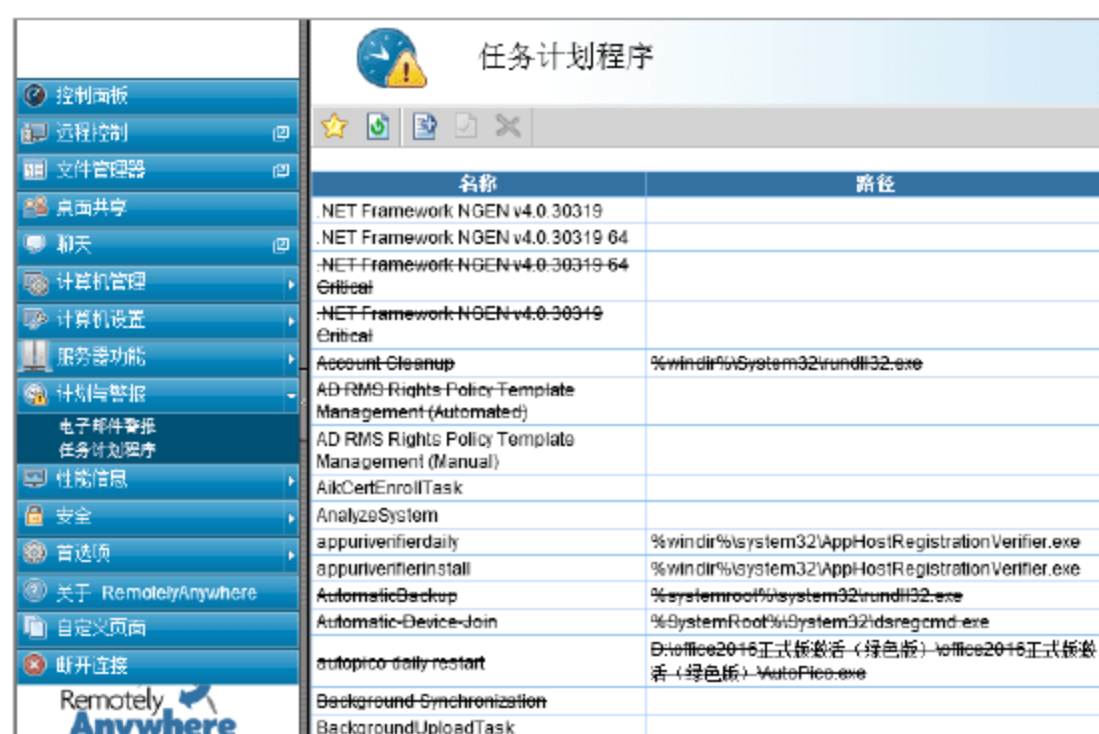 任务计划程序
控制面板
远程控制
文件管理器
桌面共享
聊天
计算机管理
计算机设置
服务器功能
计划与警报
电子邮件警报
任务计划程序
性能信息
安全
首选项
关于 RemotelyAnywhere
自定义页面
断开连接
Remotely
Anywhere
名称 路径
.NET Framework NGEN v4.0.30319
.NET Framework NGEN v4.0.30319 64
.NET Framework NGEN v4.0.30319 64
Critical
.NET Framework NGEN v4.0.30319
Critical
Account Cleanup %windir%\System32\rundll32.exe
AD RMS Rights Policy Template
Management (Automated)
AD RMS Rights Policy Template
Management (Manual)
AikCertEnrollTask
AnalyzeSystem
appuriverifierdaily %windir%\system32\AppHostRegistrationVerifier.exe
appuriverifierinstall %windir%\system32\AppHostRegistrationVerifier.exe
AutomaticBackup %systemroot%\system32\rundll32.exe
Automatic-Device-Join %SystemRoot%\System32\dsregcmd.exe
autopico daily restart D:\office2016正式版激活（绿色版）\office2016正式版激
活（绿色版）\AutoPico.exe
Background Synchronization
BackgroundUploadTask